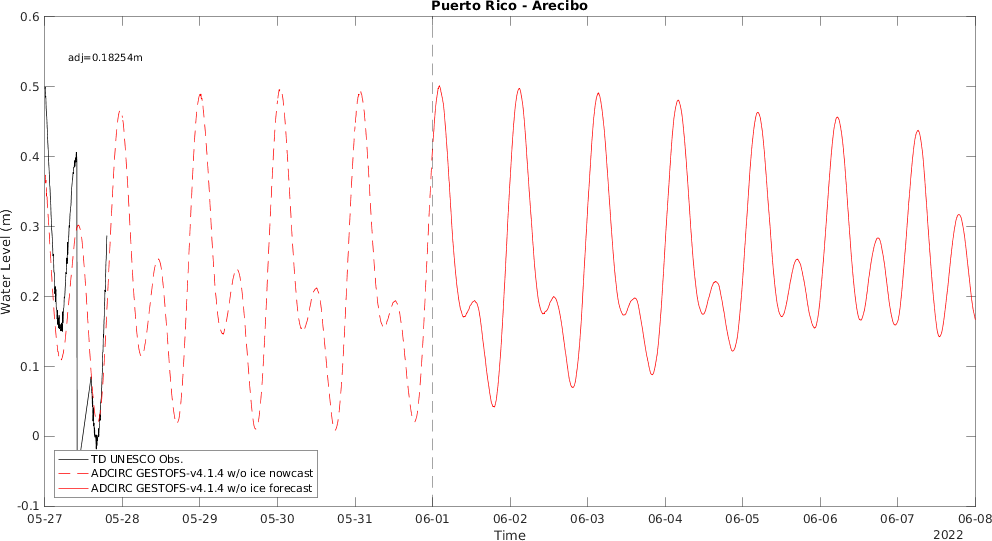 Puerto Rico - Arecibo
adj=0.18254m
0.6
0.5
0.4
0.3
0.2
0.1
0
-0.1
Water Level (m)
TD UNESCO Obs.
ADCIRC GESTOFS-v4.1.4 w/o ice nowcast
ADCIRC GESTOFS-v4.1.4 w/o ice forecast
05-27 05-28 05-29 05-30 05-31 06-01 06-02 06-03 06-04 06-05 06-06 06-07 06-08
Time
2022